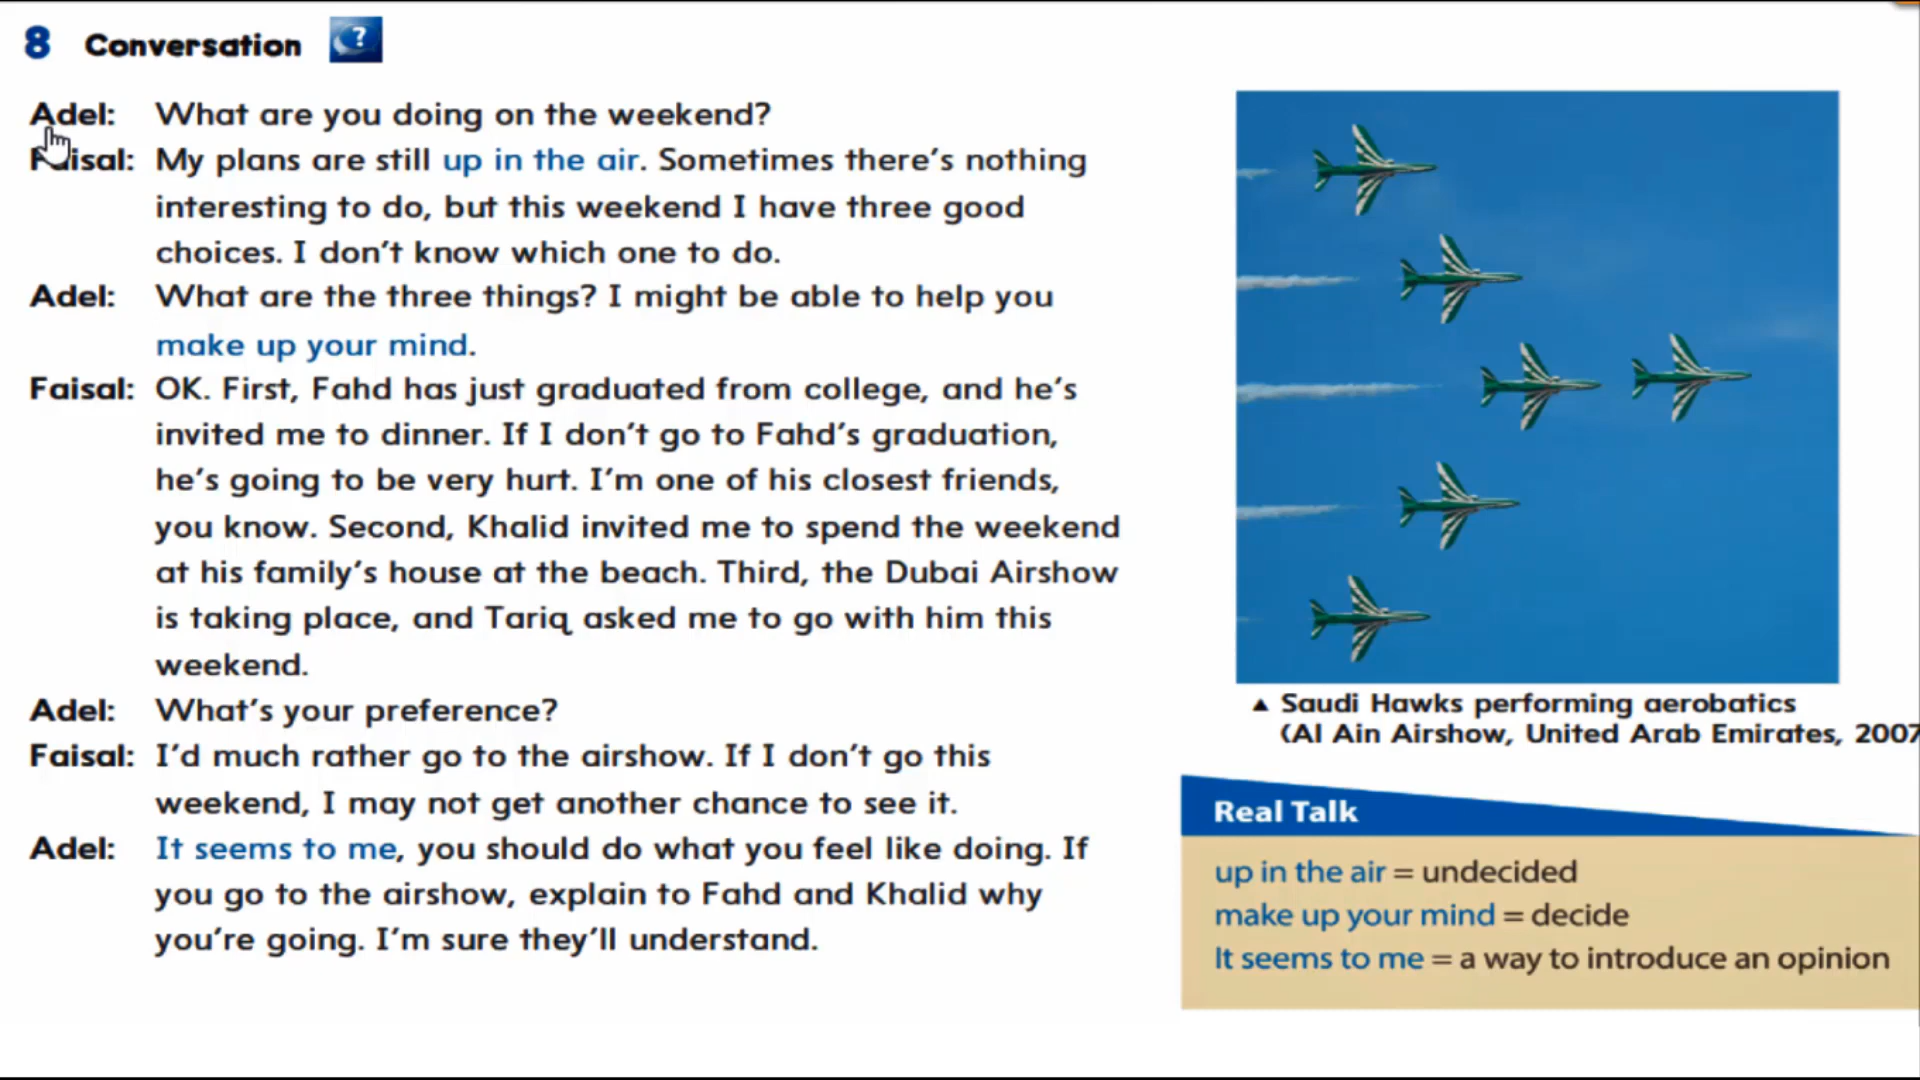 8 Conversation
?
Adel: What are you doing on the weekend?
Faisal: My plans are still up in the air. Sometimes there's nothing
interesting to do, but this weekend I have three good
choices. I don't know which one to do.
Adel: What are the three things? I might be able to help you
make up your mind.
Faisal: OK. First, Fahd has just graduated from college, and he's
invited me to dinner. If I don't go to Fahd's graduation,
he's going to be very hurt. I'm one of his closest friends,
you know. Second, Khalid invited me to spend the weekend
at his family's house at the beach. Third, the Dubai Airshow
is taking place, and Tariq asked me to go with him this
weekend.
Adel: What's your preference?
Faisal: I'd much rather go to the airshow. If I don't go this
weekend, I may not get another chance to see it.
Adel: It seems to me, you should do what you feel like doing. If
you go to the airshow, explain to Fahd and Khalid why
you're going. I'm sure they'll understand.
▲ Saudi Hawks performing aerobatics
(Al Ain Airshow, United Arab Emirates, 2007
Real Talk
up in the air = undecided
make up your mind = decide
It seems to me = a way to introduce an opinion